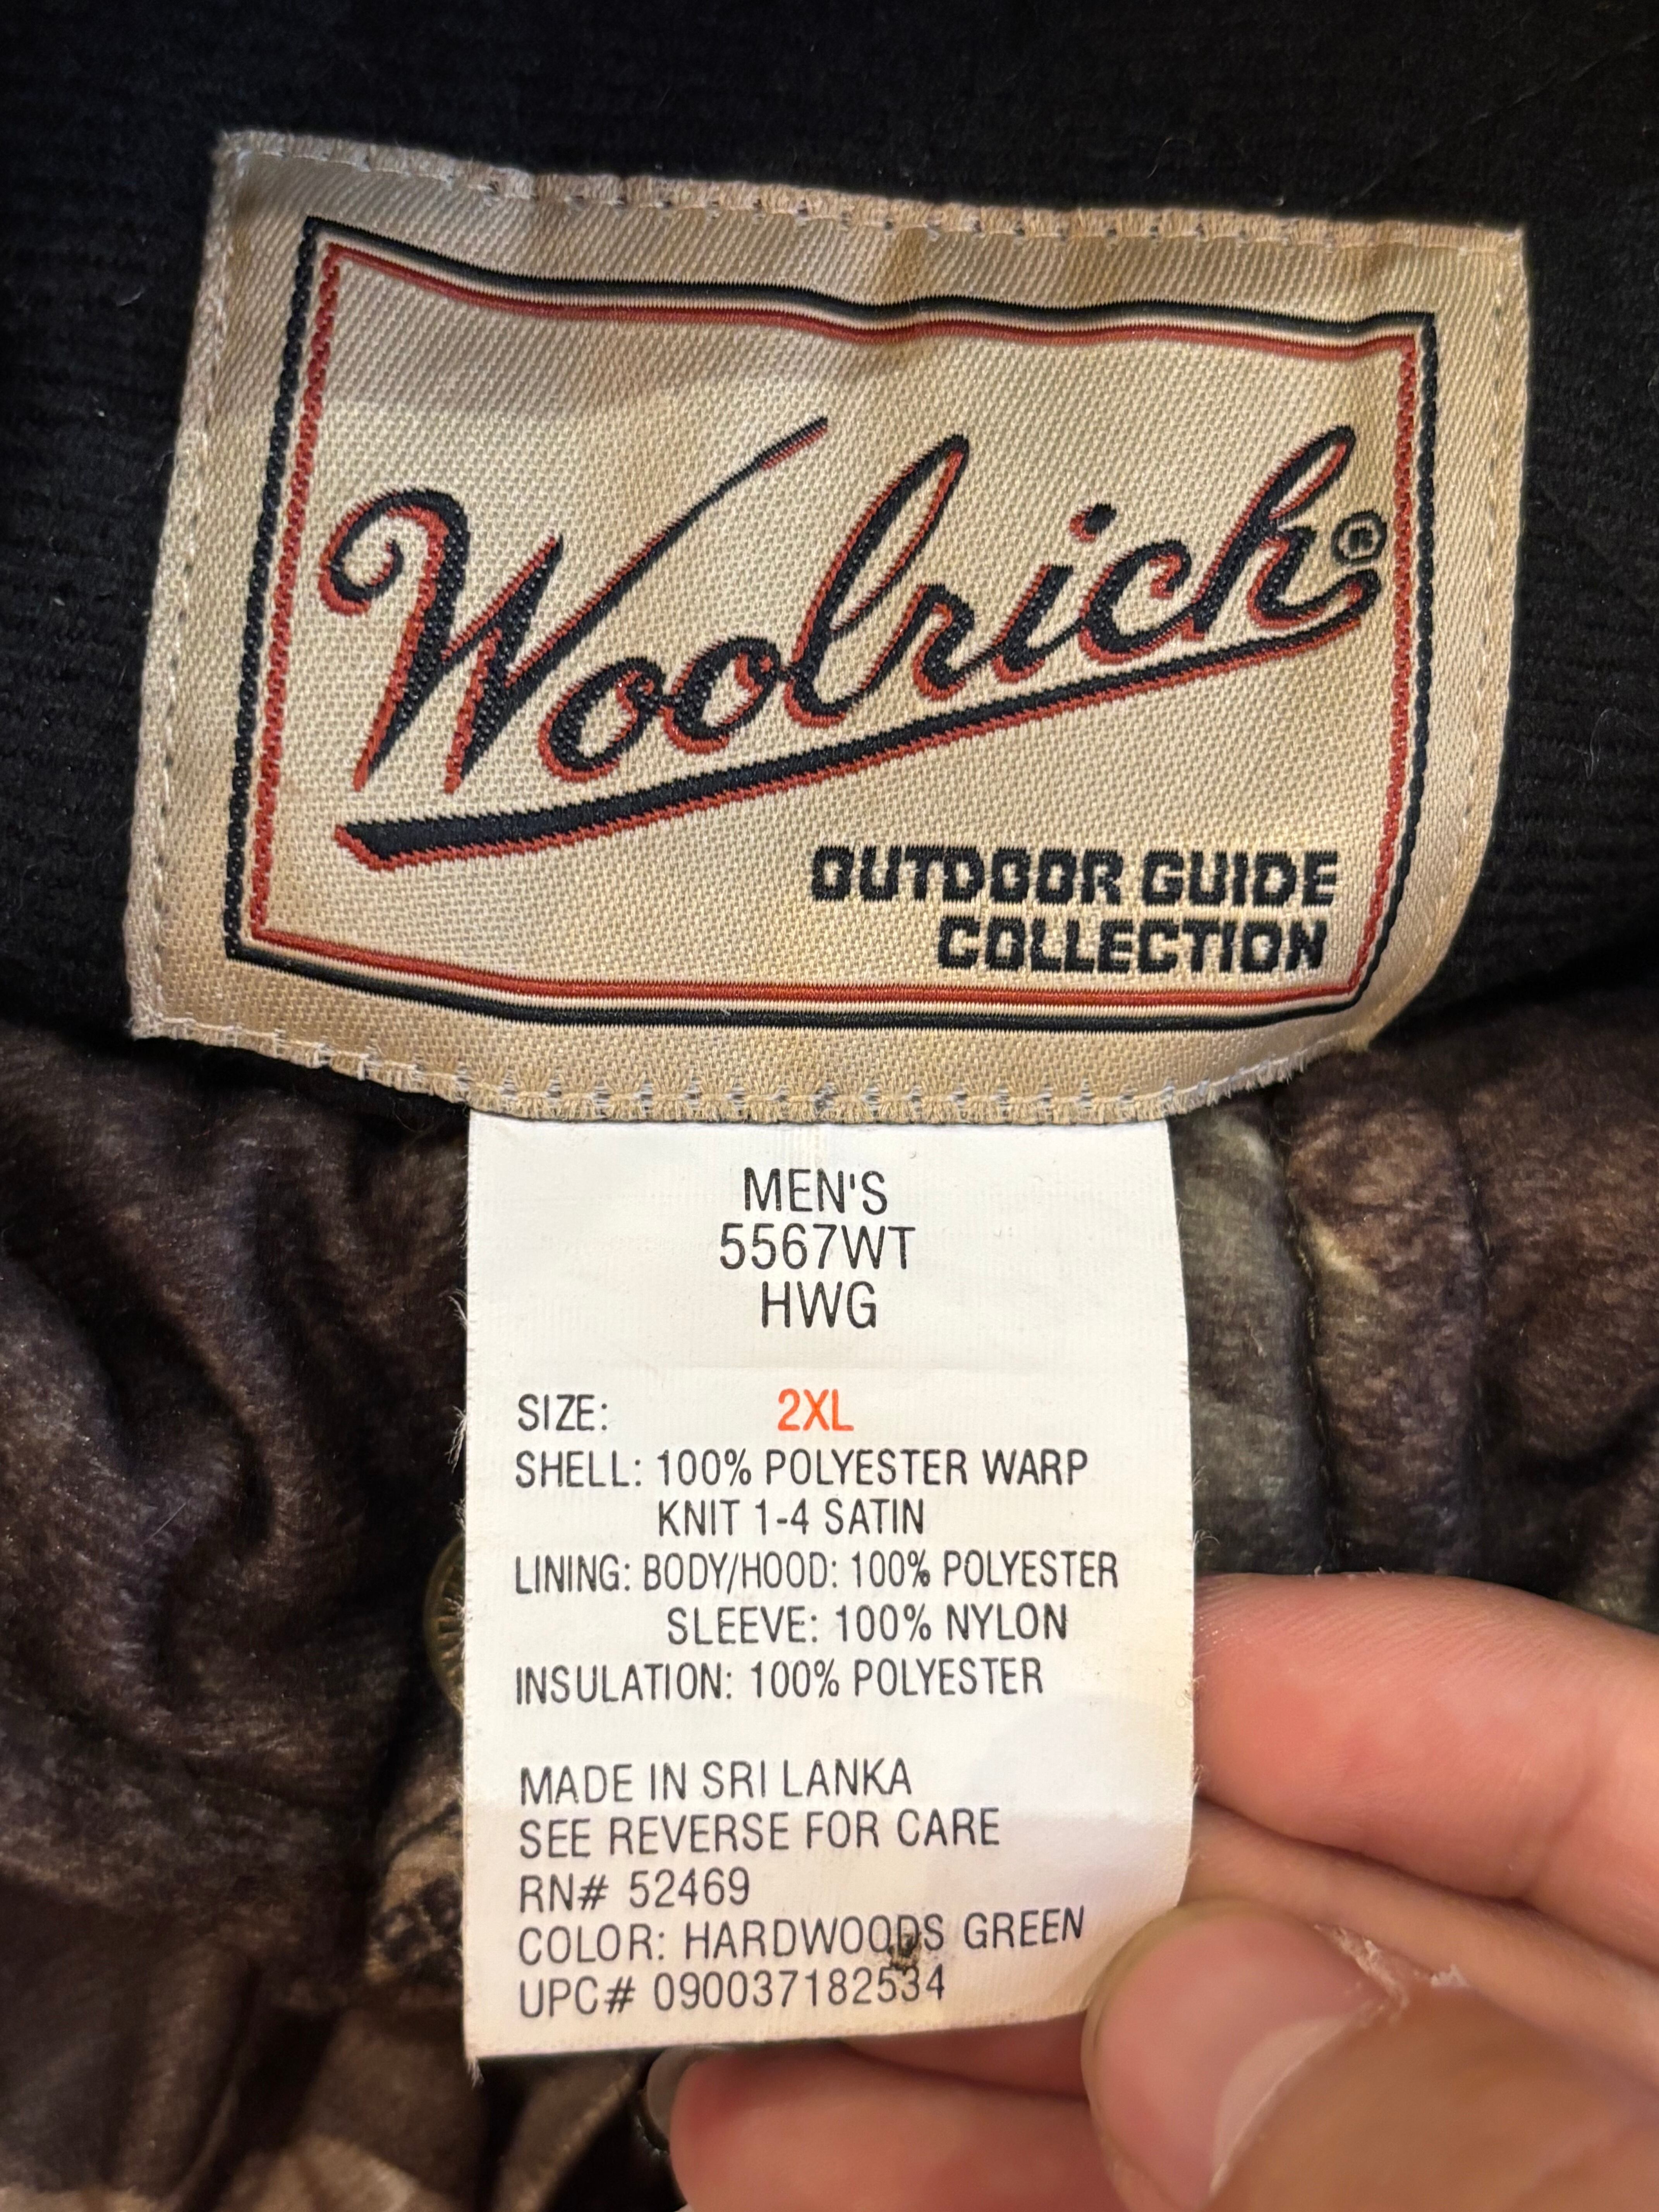 Woolrich®
OUTDOOR GUIDE
COLLECTION
MEN'S
5567WT
HWG
SIZE: 2XL
SHELL: 100% POLYESTER WARP
KNIT 1-4 SATIN
LINING: BODY/HOOD: 100% POLYESTER
SLEEVE: 100% NYLON
INSULATION: 100% POLYESTER
MADE IN SRI LANKA
SEE REVERSE FOR CARE
RN# 52469
COLOR: HARDWOODS GREEN
UPC# 090037182534